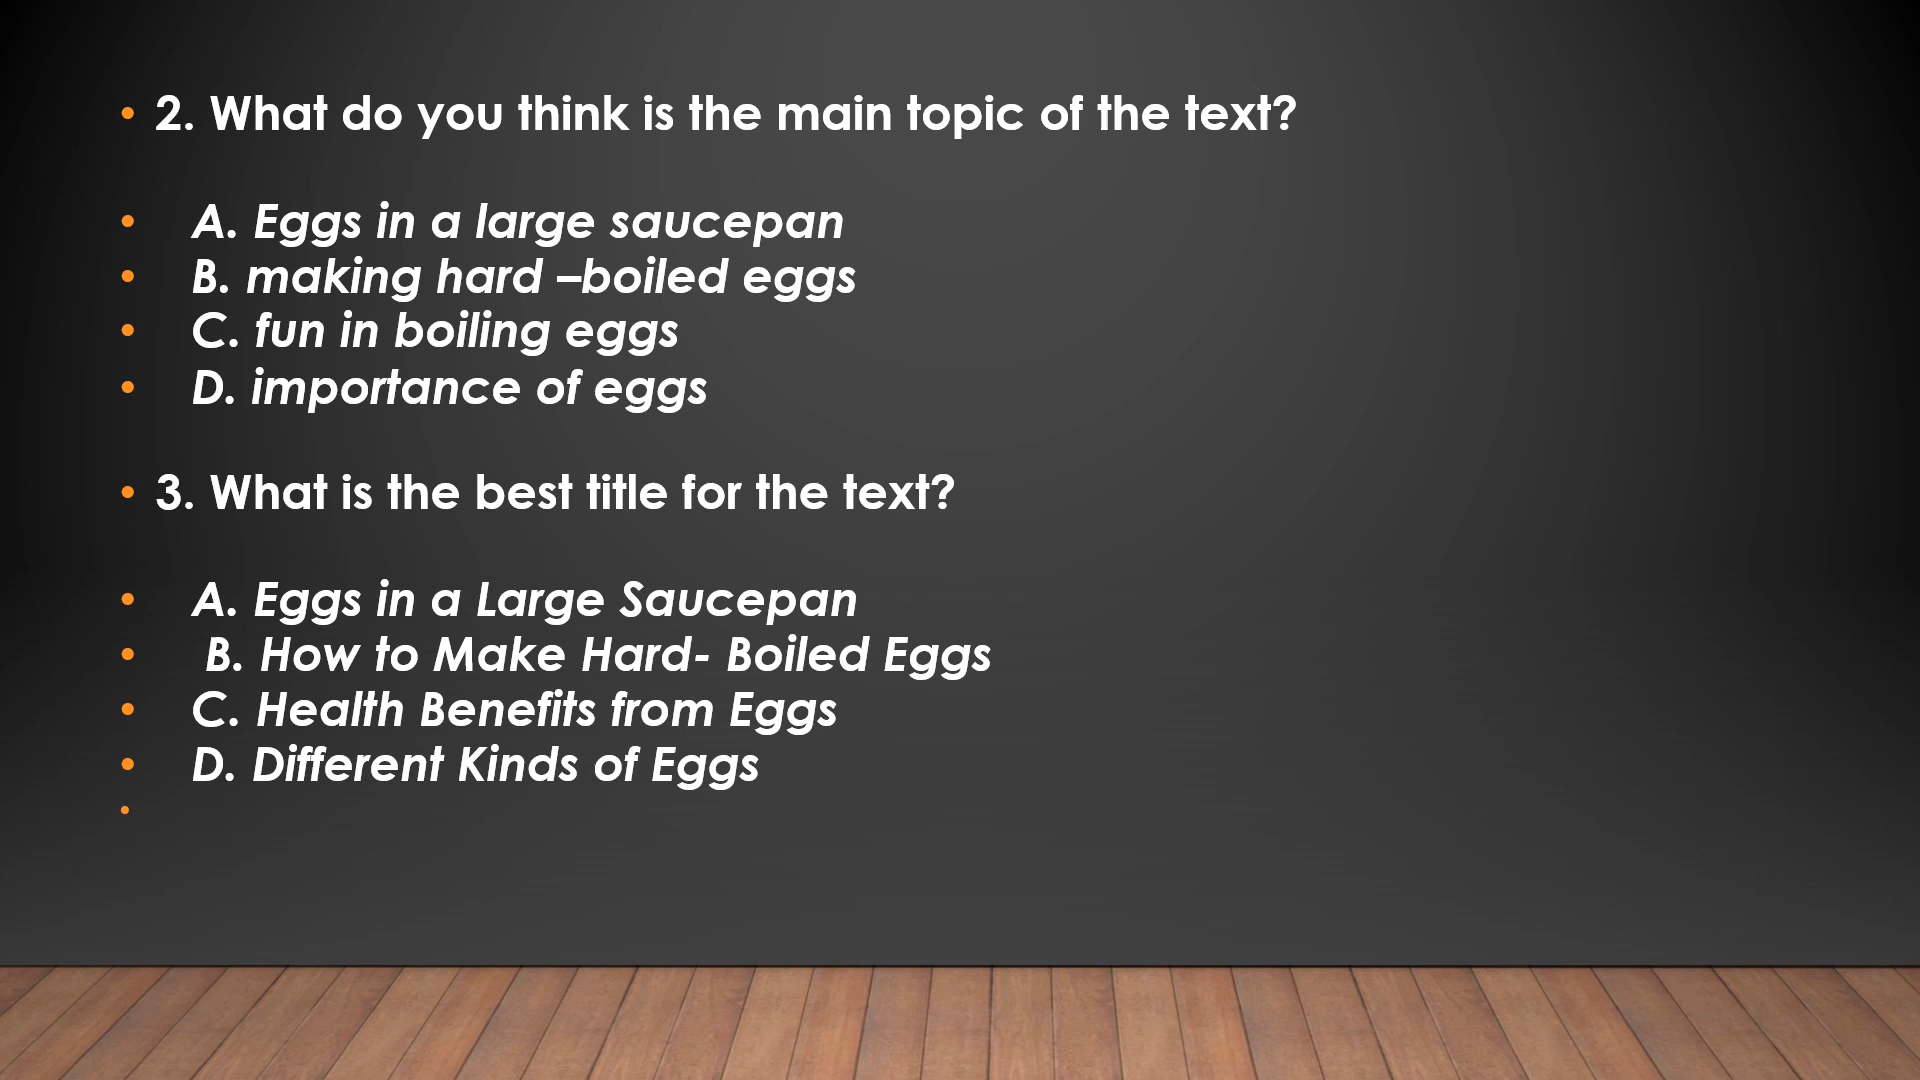 • 2. What do you think is the main topic of the text?
• A. Eggs in a large saucepan
• B. making hard –boiled eggs
• C. fun in boiling eggs
• D. importance of eggs
• 3. What is the best title for the text?
• A. Eggs in a Large Saucepan
• B. How to Make Hard- Boiled Eggs
• C. Health Benefits from Eggs
• D. Different Kinds of Eggs
•